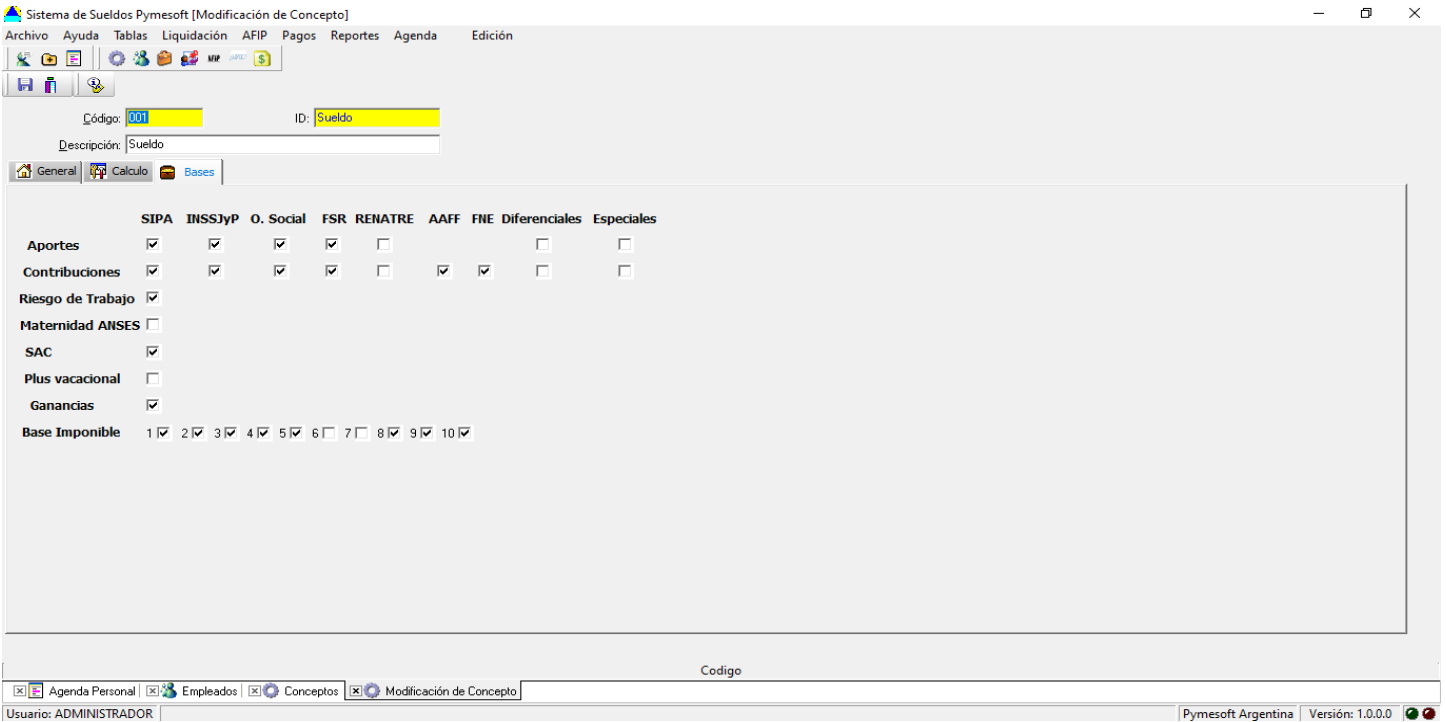 Sistema de Sueldos Pymesoft [Modificación de Concepto]
Archivo Ayuda Tablas Liquidación AFIP Pagos Reportes Agenda Edición
Código: 001 ID: Sueldo
Descripción: Sueldo
General Calculo Bases
SIPA INSSJyP O. Social FSR RENATRE AAFF FNE Diferenciales Especiales
Aportes
Contribuciones
Riesgo de Trabajo
Maternidad ANSES
SAC
Plus vacacional
Ganancias
Base Imponible 1 2 3 4 5 6 7 8 9 10
Codigo
Agenda Personal Empleados Conceptos Modificación de Concepto
Usuario: ADMINISTRADOR Pymesoft Argentina Versión: 1.0.0.0